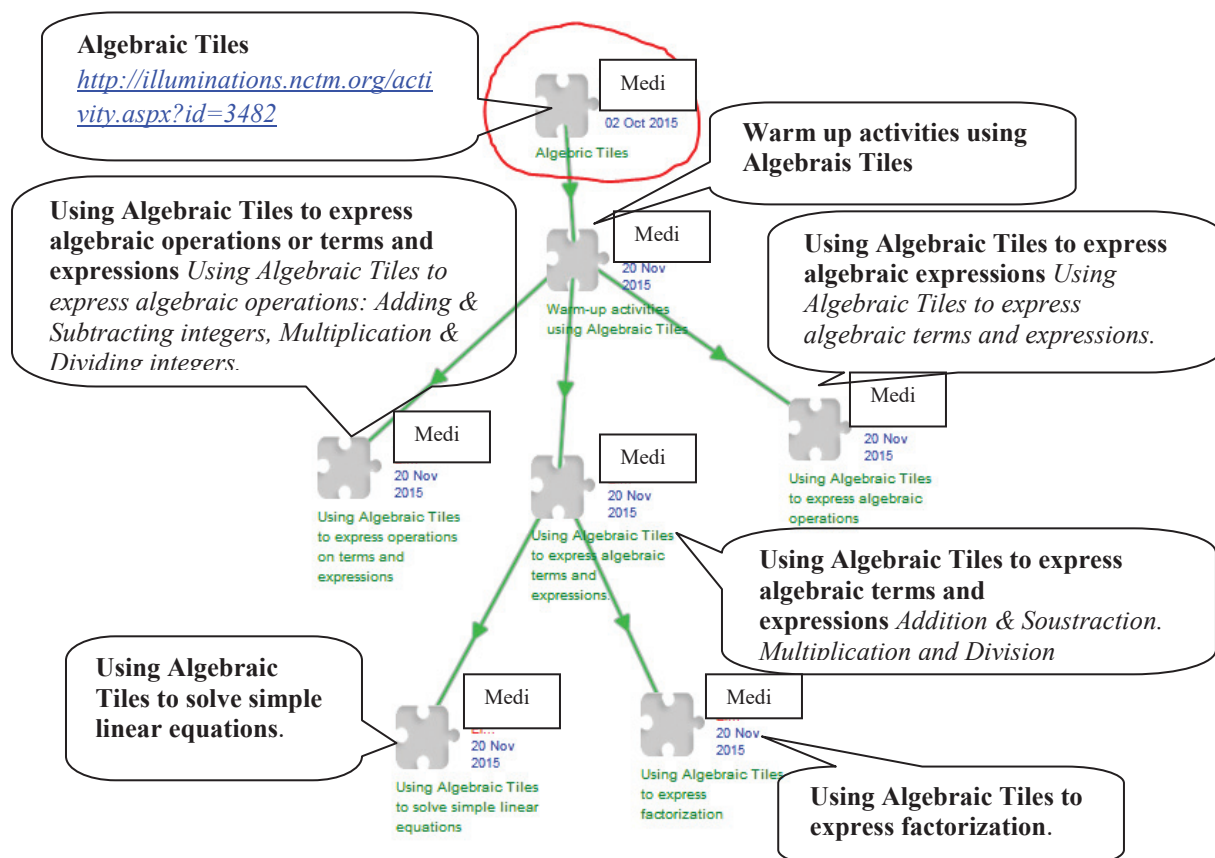 Algebraic Tiles
http://illuminations.nctm.org/acti
vity.aspx?id=3482
Medi
02 Oct 2015
Algebric Tiles
Warm up activities using
Algebrais Tiles
Using Algebraic Tiles to express
algebraic operations or terms and
expressions Using Algebraic Tiles to
express algebraic operations: Adding &
Subtracting integers, Multiplication &
Dividing integers.
Medi
20 Nov
2015
Warm-up activities
using Algebraic Tiles
Using Algebraic Tiles to express
algebraic expressions Using
Algebraic Tiles to express
algebraic terms and expressions.
Medi
20 Nov
2015
Using Algebraic Tiles
to express operations
on terms and
expressions
Medi
20 Nov
2015
Using Algebraic Tiles
to express algebraic
terms and
expressions.
Medi
20 Nov
2015
Using Algebraic Tiles
to express algebraic
operations
Using Algebraic Tiles to express
algebraic terms and
expressions Addition & Soustraction.
Multiplication and Division
Using Algebraic
Tiles to solve simple
linear equations.
Medi
20 Nov
2015
Using Algebraic Tiles
to solve simple linear
equations
Medi
20 Nov
2015
Using Algebraic Tiles
to express
factorization
Using Algebraic Tiles to
express factorization.